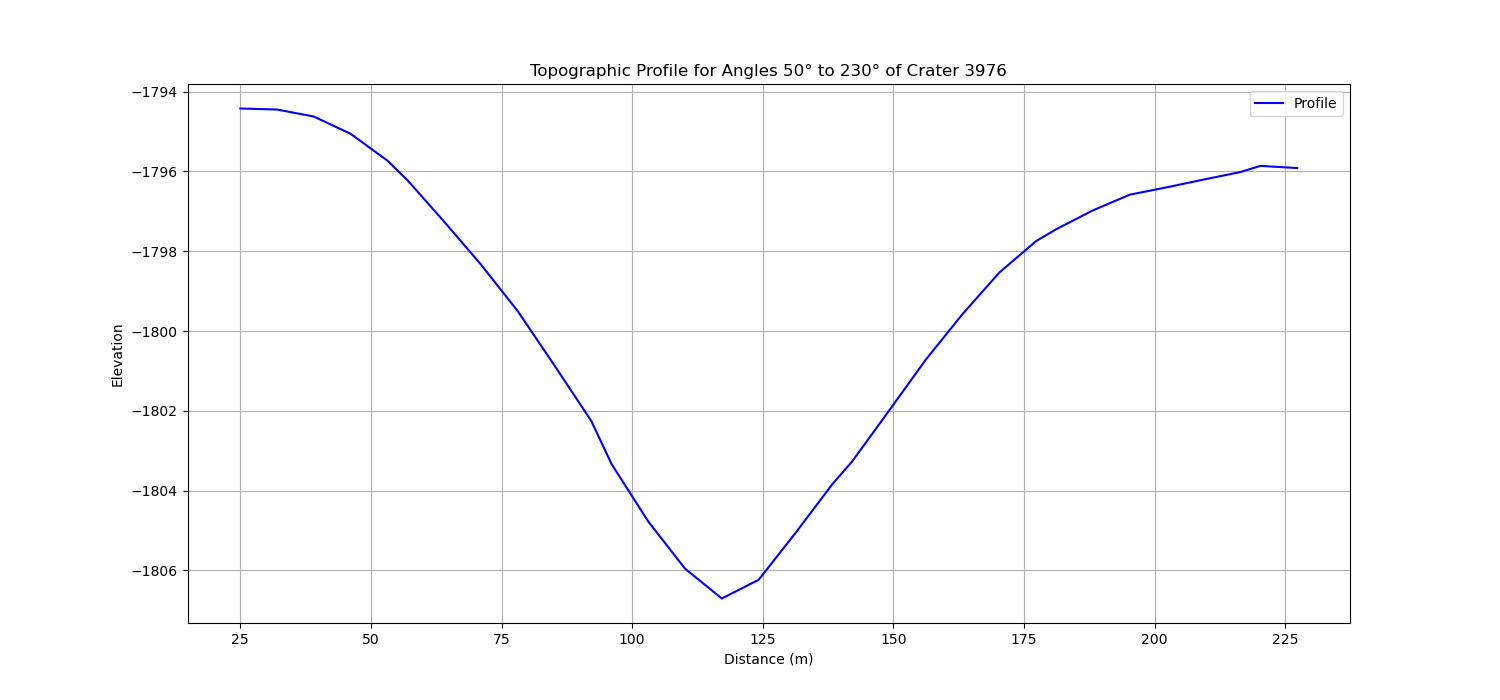 Topographic Profile for Angles 50° to 230° of Crater 3976
Profile
Elevation
−1794
−1796
−1798
−1800
−1802
−1804
−1806
25 50 75 100 125 150 175 200 225
Distance (m)